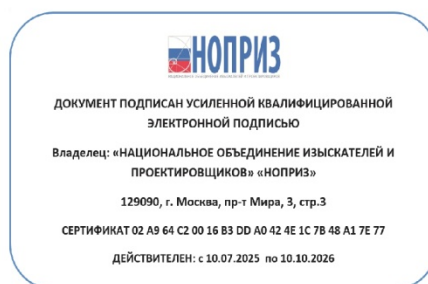 НОПРИЗ
ДОКУМЕНТ ПОДПИСАН УСИЛЕННОЙ КВАЛИФИЦИРОВАННОЙ
ЭЛЕКТРОННОЙ ПОДПИСЬЮ
Владелец: «НАЦИОНАЛЬНОЕ ОБЪЕДИНЕНИЕ ИЗЫСКАТЕЛЕЙ И
ПРОЕКТИРОВЩИКОВ» «НОПРИЗ»
129090, г. Москва, пр-т Мира, 3, стр.3
СЕРТИФИКАТ 02 A9 64 C2 00 16 B3 DD A0 42 4E 1C 7B 48 A1 7E 77
ДЕЙСТВИТЕЛЕН: с 10.07.2025 по 10.10.2026